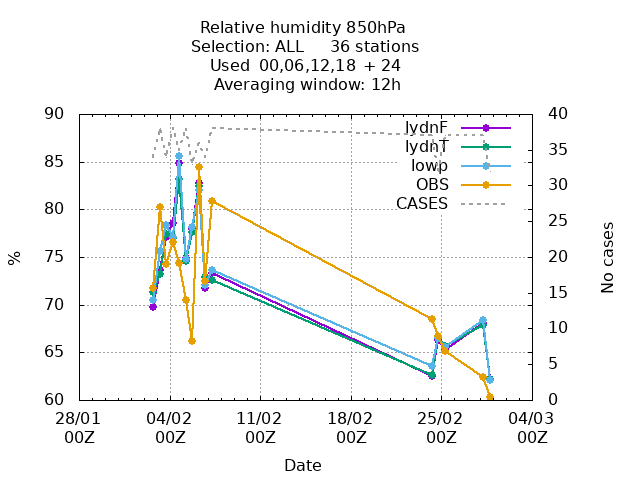 Relative humidity 850hPa
Selection: ALL 36 stations
Used 00,06,12,18 + 24
Averaging window: 12h
90
85
80
75
70
65
60
40
35
30
25
20
15
10
5
0
lydnF
lydnT
lowp
OBS
CASES
%
No cases
28/01 04/02 11/02 18/02 25/02 04/03
00Z 00Z 00Z 00Z 00Z 00Z
Date